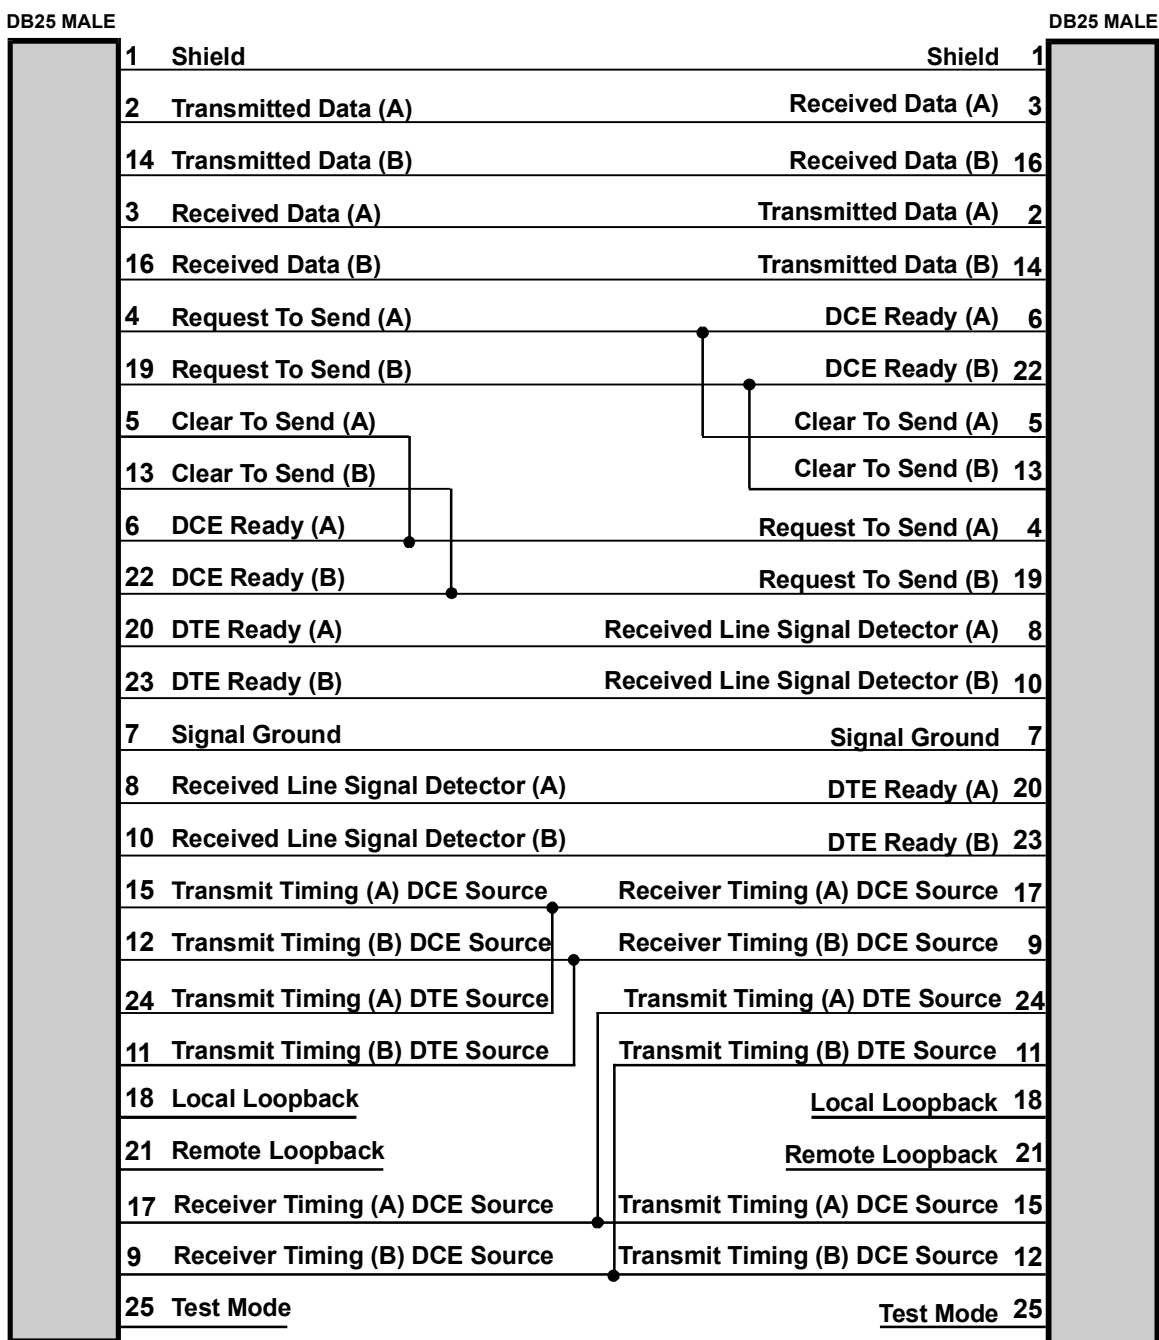 DB25 MALE DB25 MALE
1 Shield Shield 1
2 Transmitted Data (A) Received Data (A) 3
14 Transmitted Data (B) Received Data (B) 16
3 Received Data (A) Transmitted Data (A) 2
16 Received Data (B) Transmitted Data (B) 14
4 Request To Send (A) DCE Ready (A) 6
19 Request To Send (B) DCE Ready (B) 22
5 Clear To Send (A) Clear To Send (A) 5
13 Clear To Send (B) Clear To Send (B) 13
6 DCE Ready (A) Request To Send (A) 4
22 DCE Ready (B) Request To Send (B) 19
20 DTE Ready (A) Received Line Signal Detector (A) 8
23 DTE Ready (B) Received Line Signal Detector (B) 10
7 Signal Ground Signal Ground 7
8 Received Line Signal Detector (A) DTE Ready (A) 20
10 Received Line Signal Detector (B) DTE Ready (B) 23
15 Transmit Timing (A) DCE Source Receiver Timing (A) DCE Source 17
12 Transmit Timing (B) DCE Source Receiver Timing (B) DCE Source 9
24 Transmit Timing (A) DTE Source Transmit Timing (A) DTE Source 24
11 Transmit Timing (B) DTE Source Transmit Timing (B) DTE Source 11
18 Local Loopback Local Loopback 18
21 Remote Loopback Remote Loopback 21
17 Receiver Timing (A) DCE Source Transmit Timing (A) DCE Source 15
9 Receiver Timing (B) DCE Source Transmit Timing (B) DCE Source 12
25 Test Mode Test Mode 25